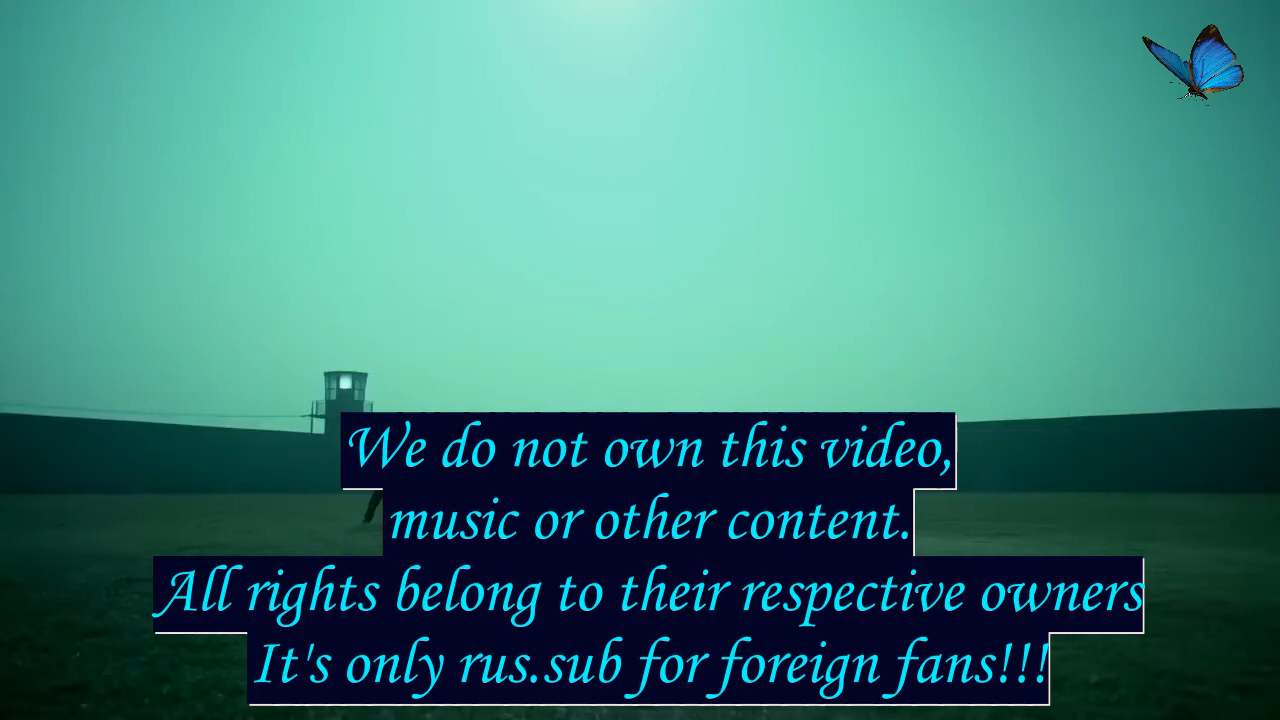 We do not own this video,
music or other content.
All rights belong to their respective owners
It's only rus.sub for foreign fans!!!